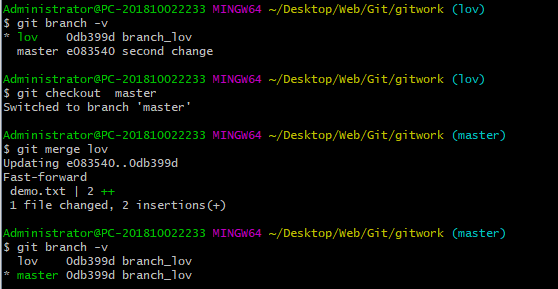 Administrator@PC-201810022233 MINGW64 ~/Desktop/Web/Git/gitwork (lov)
$ git branch -v
* lov    0db399d branch_lov
  master e083540 second change
Administrator@PC-201810022233 MINGW64 ~/Desktop/Web/Git/gitwork (lov)
$ git checkout  master
Switched to branch 'master'
Administrator@PC-201810022233 MINGW64 ~/Desktop/Web/Git/gitwork (master)
$ git merge lov
Updating e083540..0db399d
Fast-forward
 demo.txt | 2 ++
 1 file changed, 2 insertions(+)
Administrator@PC-201810022233 MINGW64 ~/Desktop/Web/Git/gitwork (master)
$ git branch -v
  lov    0db399d branch_lov
* master 0db399d branch_lov